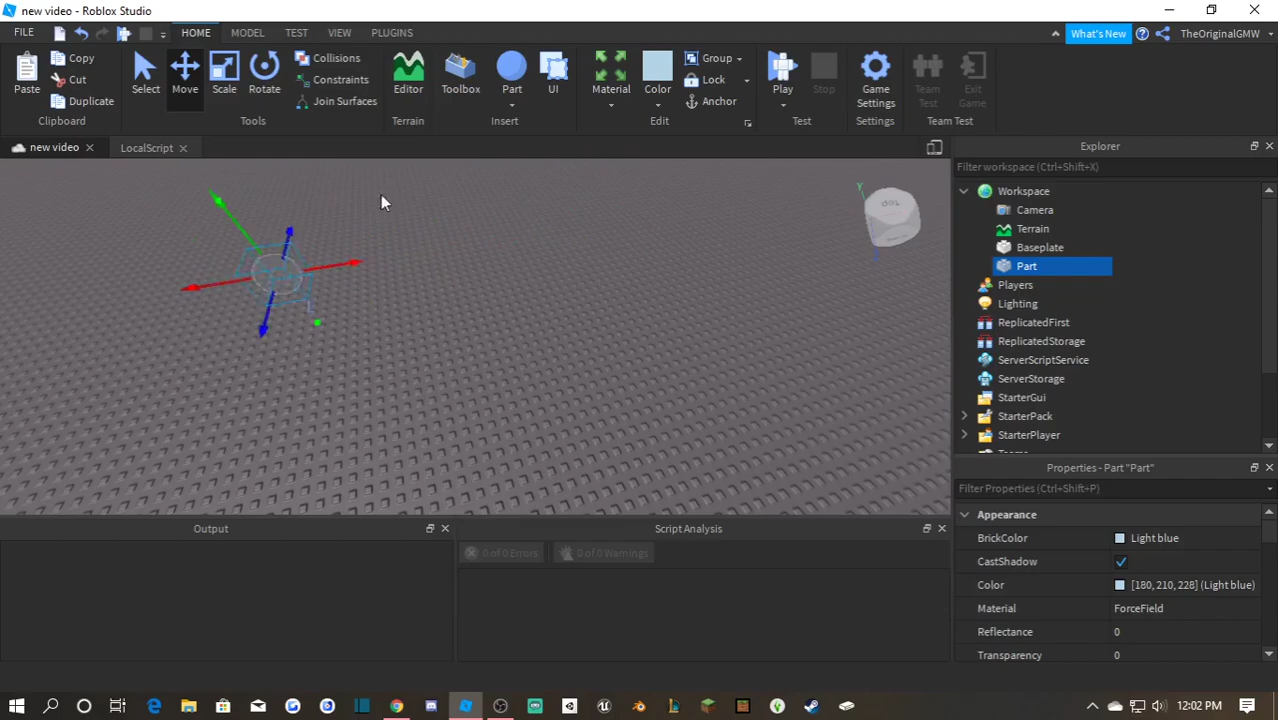 new video - Roblox Studio
FILE HOME MODEL TEST VIEW PLUGINS What's New TheOriginalGMW
Paste Copy Cut Duplicate Clipboard
Select Move Scale Rotate Collisions Constraints Join Surfaces Tools
Editor Terrain
Toolbox Part UI Insert
Material Color Group Lock Anchor Edit
Play Stop Test
Game Settings Settings
Team Test Exit Game Team Test
new video LocalScript
TOP
Y
Explorer
Filter workspace (Ctrl+Shift+X)
Workspace
Camera
Terrain
Baseplate
Part
Players
Lighting
ReplicatedFirst
ReplicatedStorage
ServerScriptService
ServerStorage
StarterGui
StarterPack
StarterPlayer
Properties - Part "Part"
Filter Properties (Ctrl+Shift+P)
Appearance
BrickColor Light blue
CastShadow
Color [180, 210, 228] (Light blue)
Material ForceField
Reflectance 0
Transparency 0
Output
Script Analysis
0 of 0 Errors 0 of 0 Warnings
12:02 PM